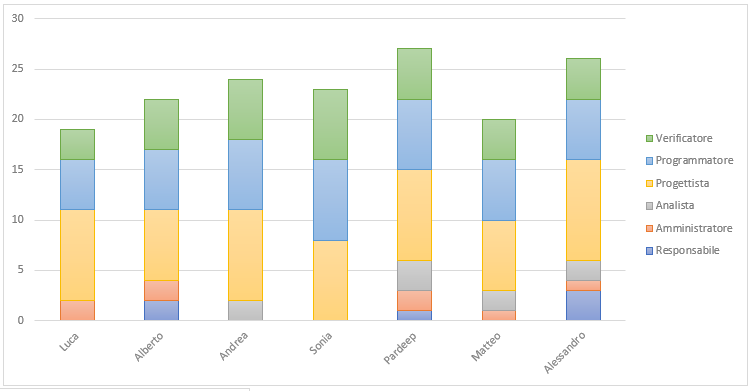 30
25
20
15
10
5
0
Luca
Alberto
Andrea
Sonia
Pardeep
Matteo
Alessandro
Verificatore
Programmatore
Progettista
Analista
Amministratore
Responsabile